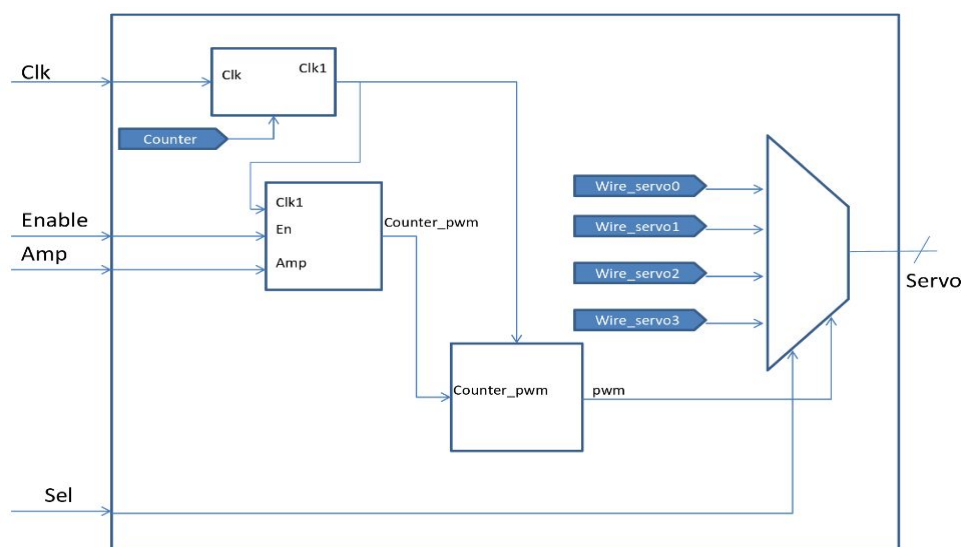 Clk
Clk
Clk1
Counter
Clk1
Enable
En
Counter_pwm
Amp
Amp
Wire_servo0
Wire_servo1
Wire_servo2
Wire_servo3
Servo
Counter_pwm
pwm
Sel